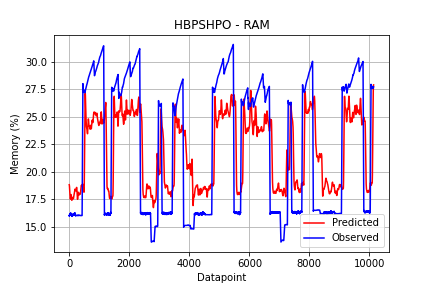 HBPSHPO - RAM
Memory (%)
30.0
27.5
25.0
22.5
20.0
17.5
15.0
0
2000
4000
6000
8000
10000
Datapoint
Predicted
Observed